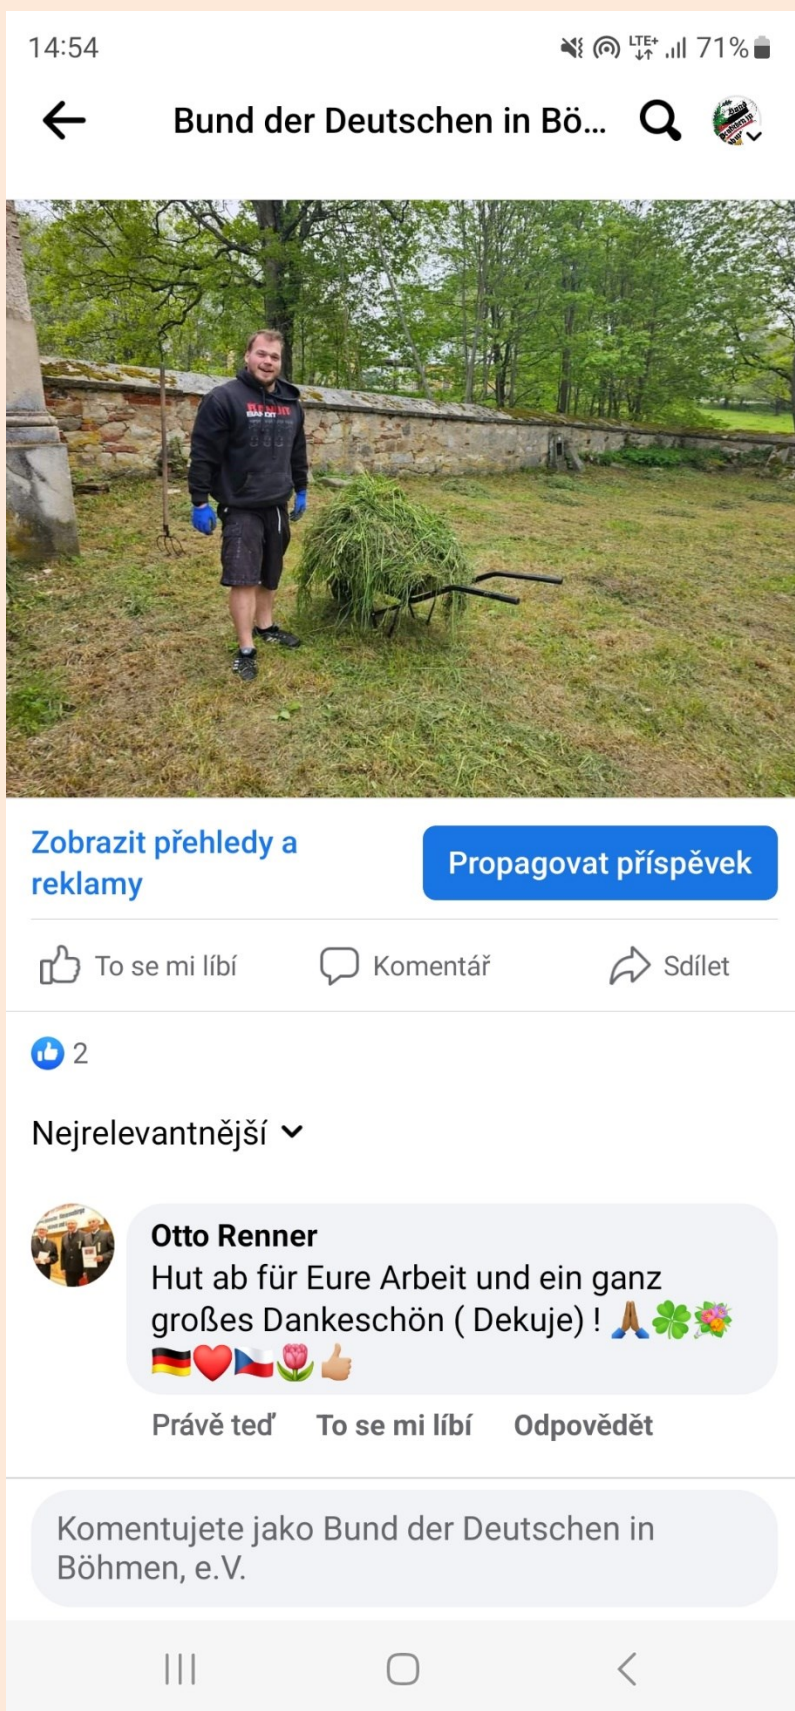 14:54
LTE+
71%
Bund der Deutschen in Bö...
BANDIT
Zobrazit přehledy a
reklamy
Propagovat příspěvek
To se mi líbí
Komentář
Sdílet
2
Nejrelevantnější
Otto Renner
Hut ab für Eure Arbeit und ein ganz
großes Dankeschön ( Dekuje) ! 🙏🏾🍀💐
🇩🇪❤️🇨🇿🌷👍🏼
Právě teď To se mi líbí Odpovědět
Komentujete jako Bund der Deutschen in
Böhmen, e.V.